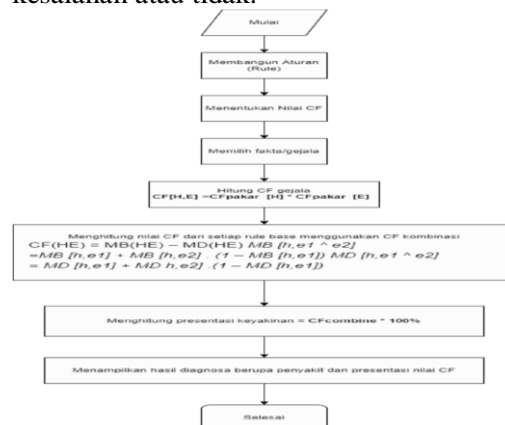 kesalahan atau tidak.
Mulai
Membangun Aturan
(Rule)
Menentukan Nilai CF
Memilih fakta/gejala
Hitung CF gejala
CF[H,E] =CFpakar [H] * CFpakar [E]
Menghitung nilai CF dari setiap rule base menggunakan CF kombinasi
CF(HE) = MB(HE) – MD(HE) MB [h,e1 ^ e2]
=MB [h,e1] + MB [h,e2] . (1 – MB [h,e1]) MD [h,e1 ^ e2]
= MD [h,e1] + MD h,e2] .(1 – MD [h,e1])
Menghitung presentasi keyakinan = CFcombine * 100%
Menampilkan hasil diagnosa berupa penyakit dan presentasi nilai CF
Selesai